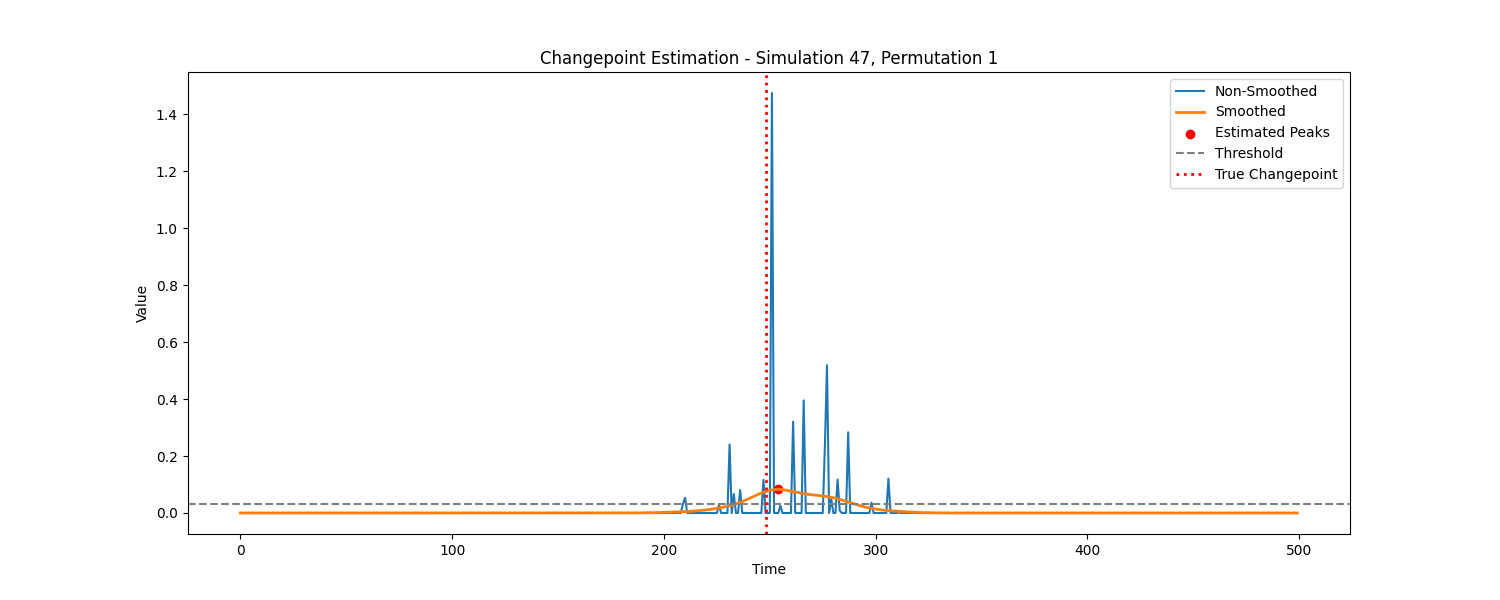 Changepoint Estimation - Simulation 47, Permutation 1
Non-Smoothed
Smoothed
Estimated Peaks
Threshold
True Changepoint
Value
1.4
1.2
1.0
0.8
0.6
0.4
0.2
0.0
0 100 200 300 400 500
Time